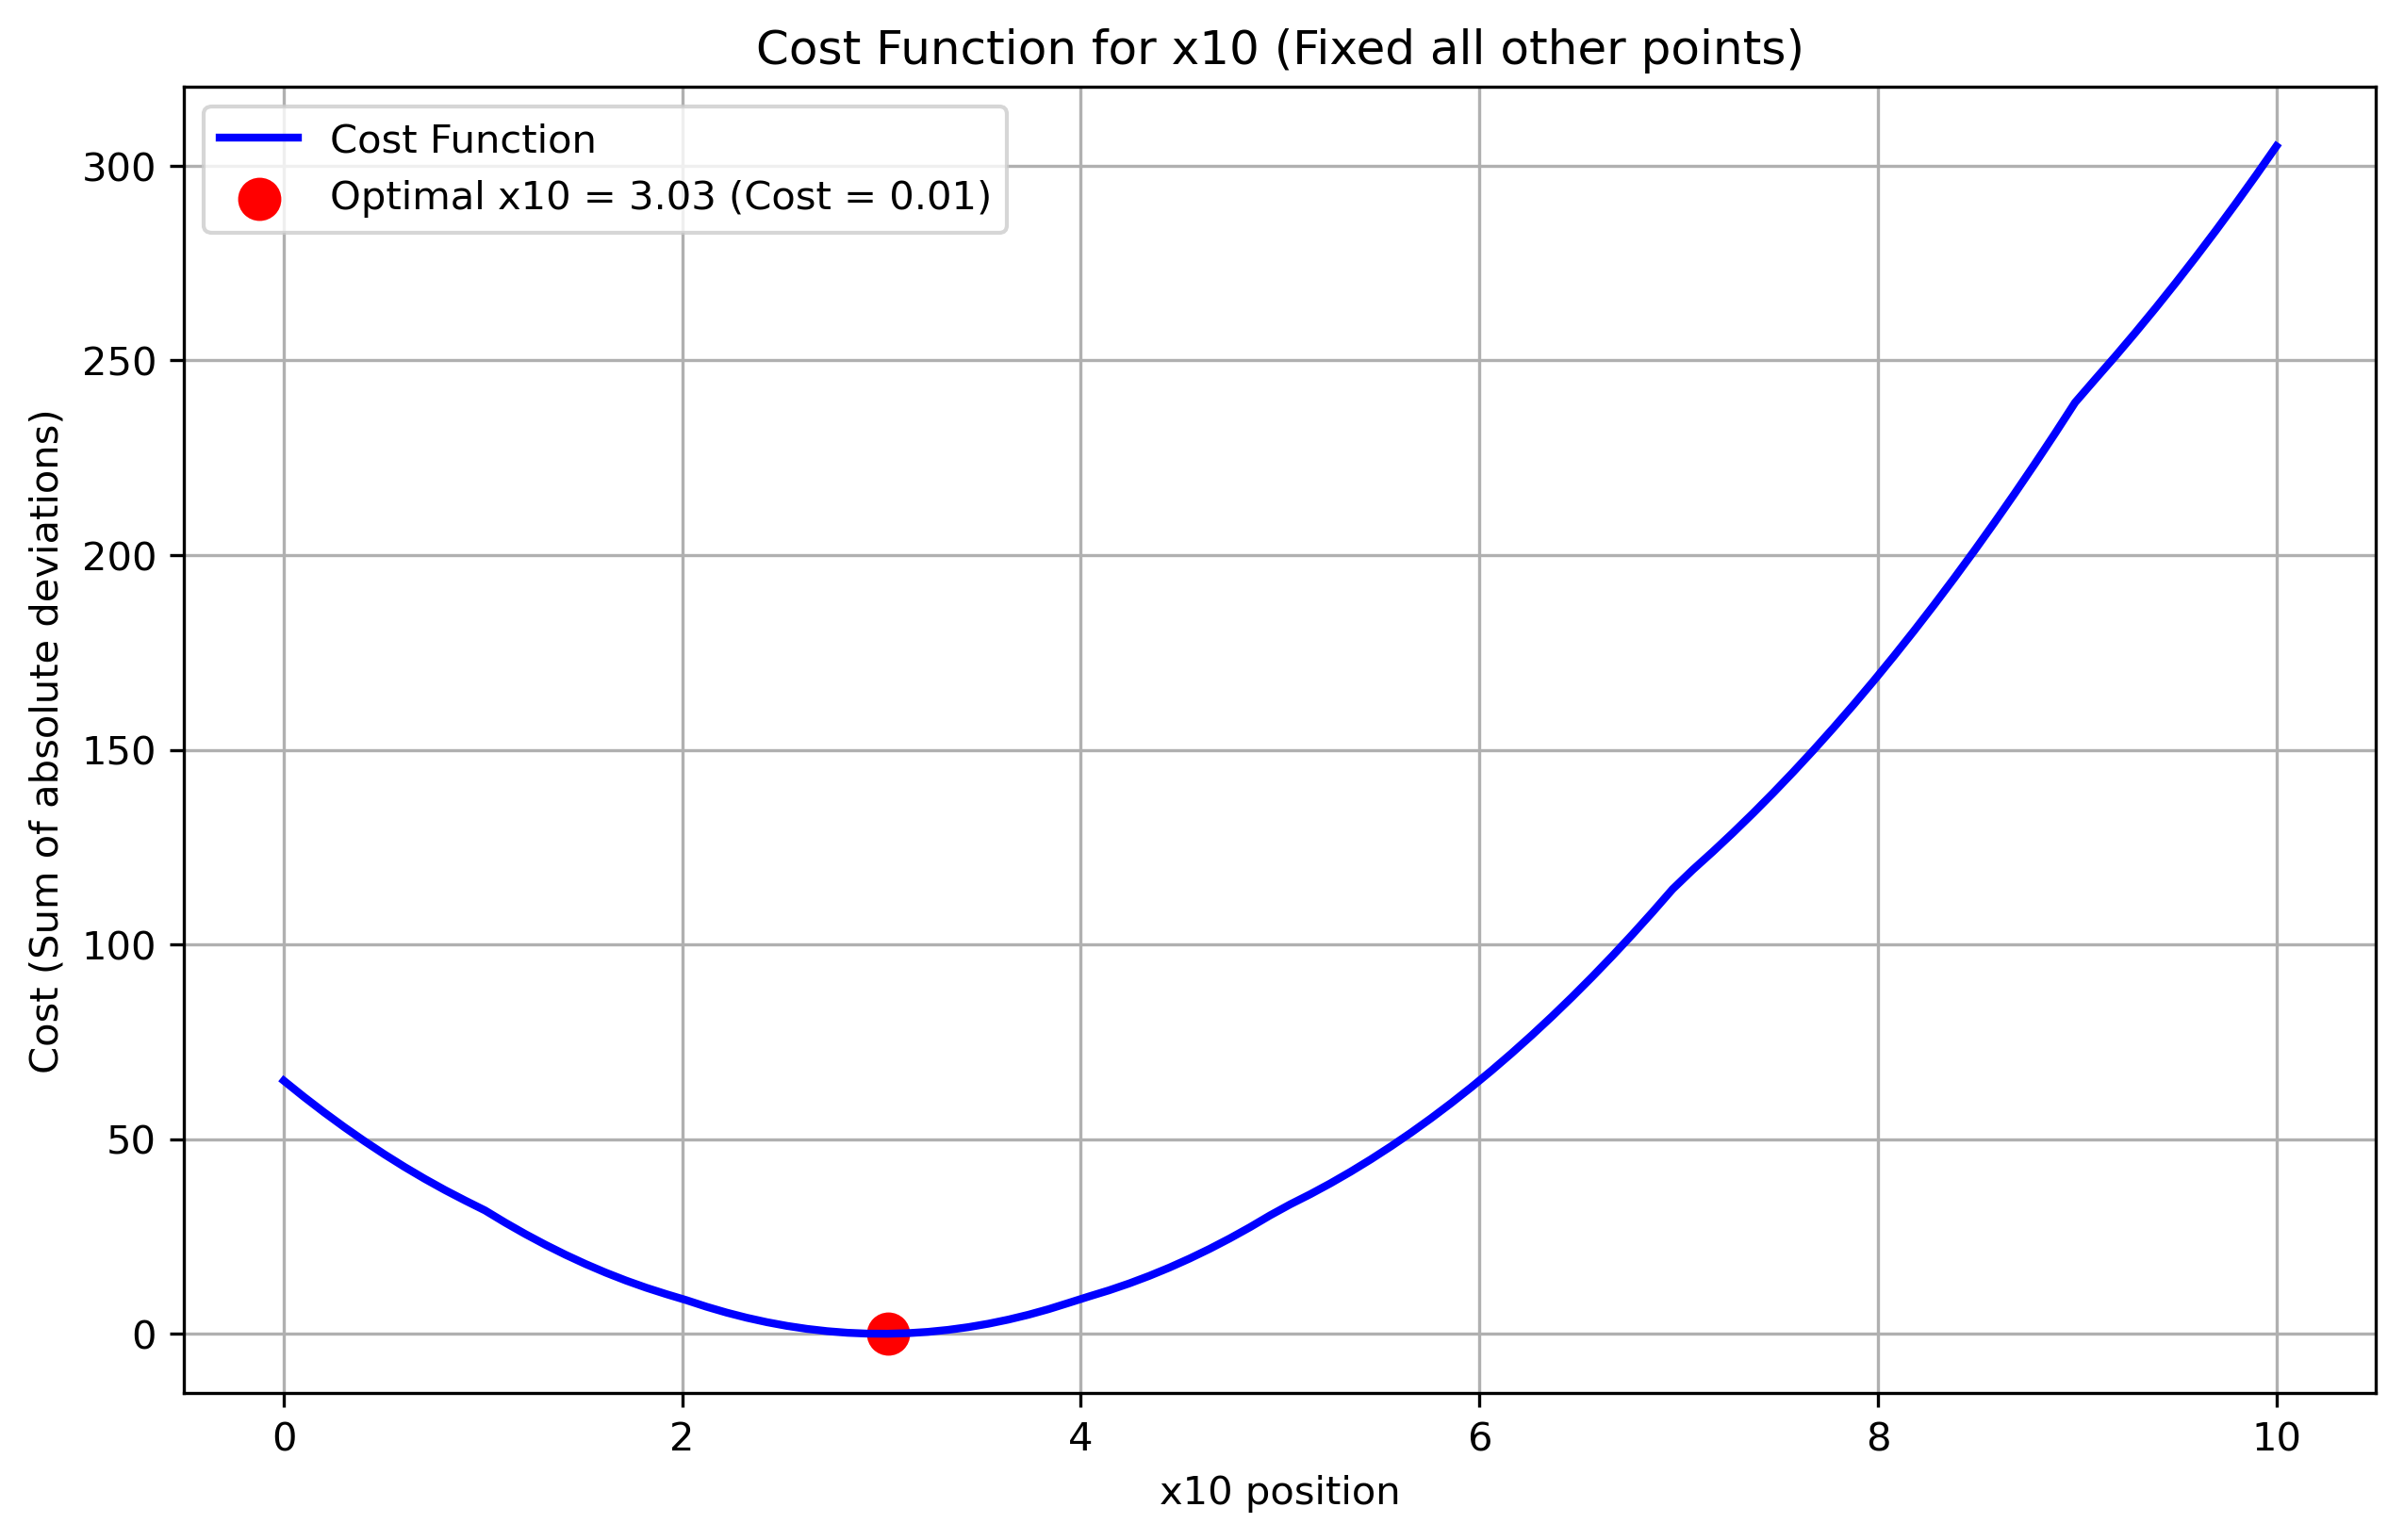 Cost Function for x10 (Fixed all other points)
Cost Function
Optimal x10 = 3.03 (Cost = 0.01)
300
250
200
150
100
50
0
Cost (Sum of absolute deviations)
0 2 4 6 8 10
x10 position